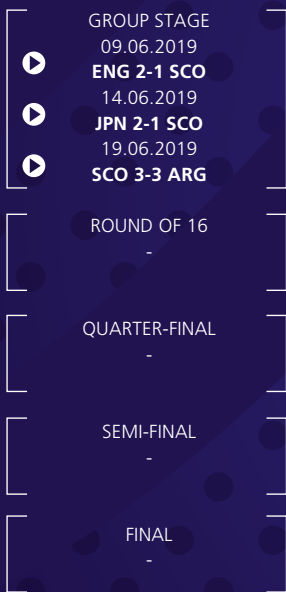 GROUP STAGE
09.06.2019
ENG 2-1 SCO
14.06.2019
JPN 2-1 SCO
19.06.2019
SCO 3-3 ARG
ROUND OF 16
-
QUARTER-FINAL
-
SEMI-FINAL
-
FINAL
-